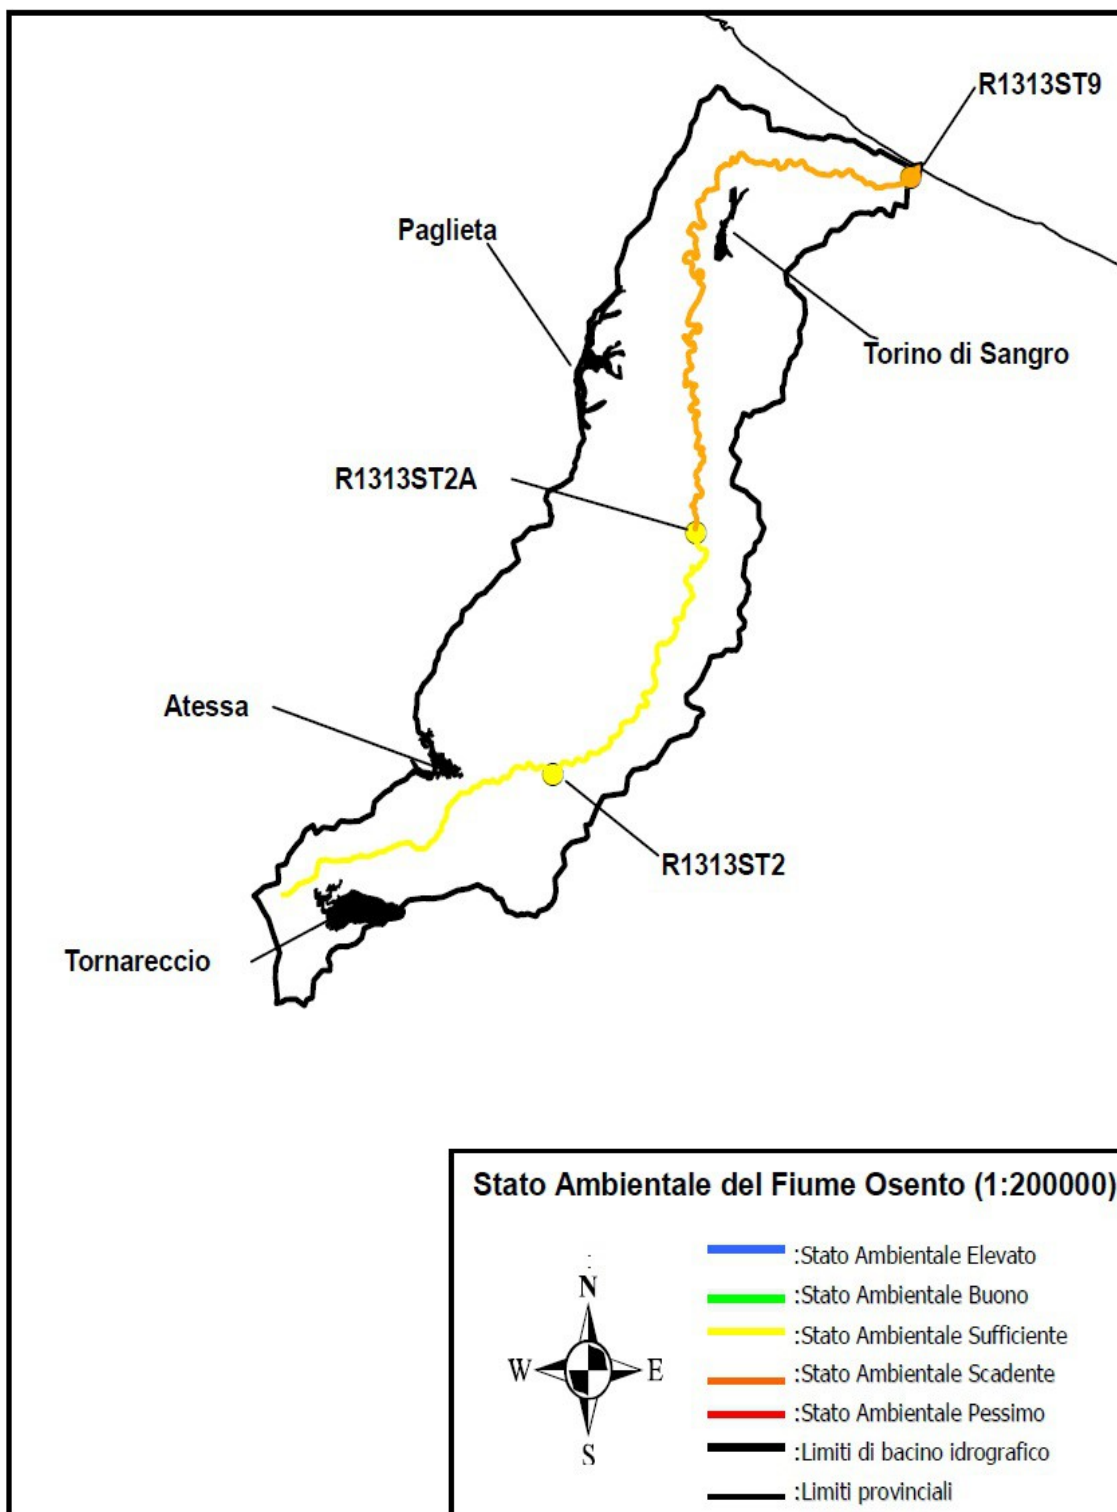 R1313ST9
Paglieta
Torino di Sangro
R1313ST2A
Atessa
R1313ST2
Tornareccio
Stato Ambientale del Fiume Osento (1:200000)
:
N
W
E
S
:Stato Ambientale Elevato
:Stato Ambientale Buono
:Stato Ambientale Sufficiente
:Stato Ambientale Scadente
:Stato Ambientale Pessimo
:Limiti di bacino idrografico
:Limiti provinciali